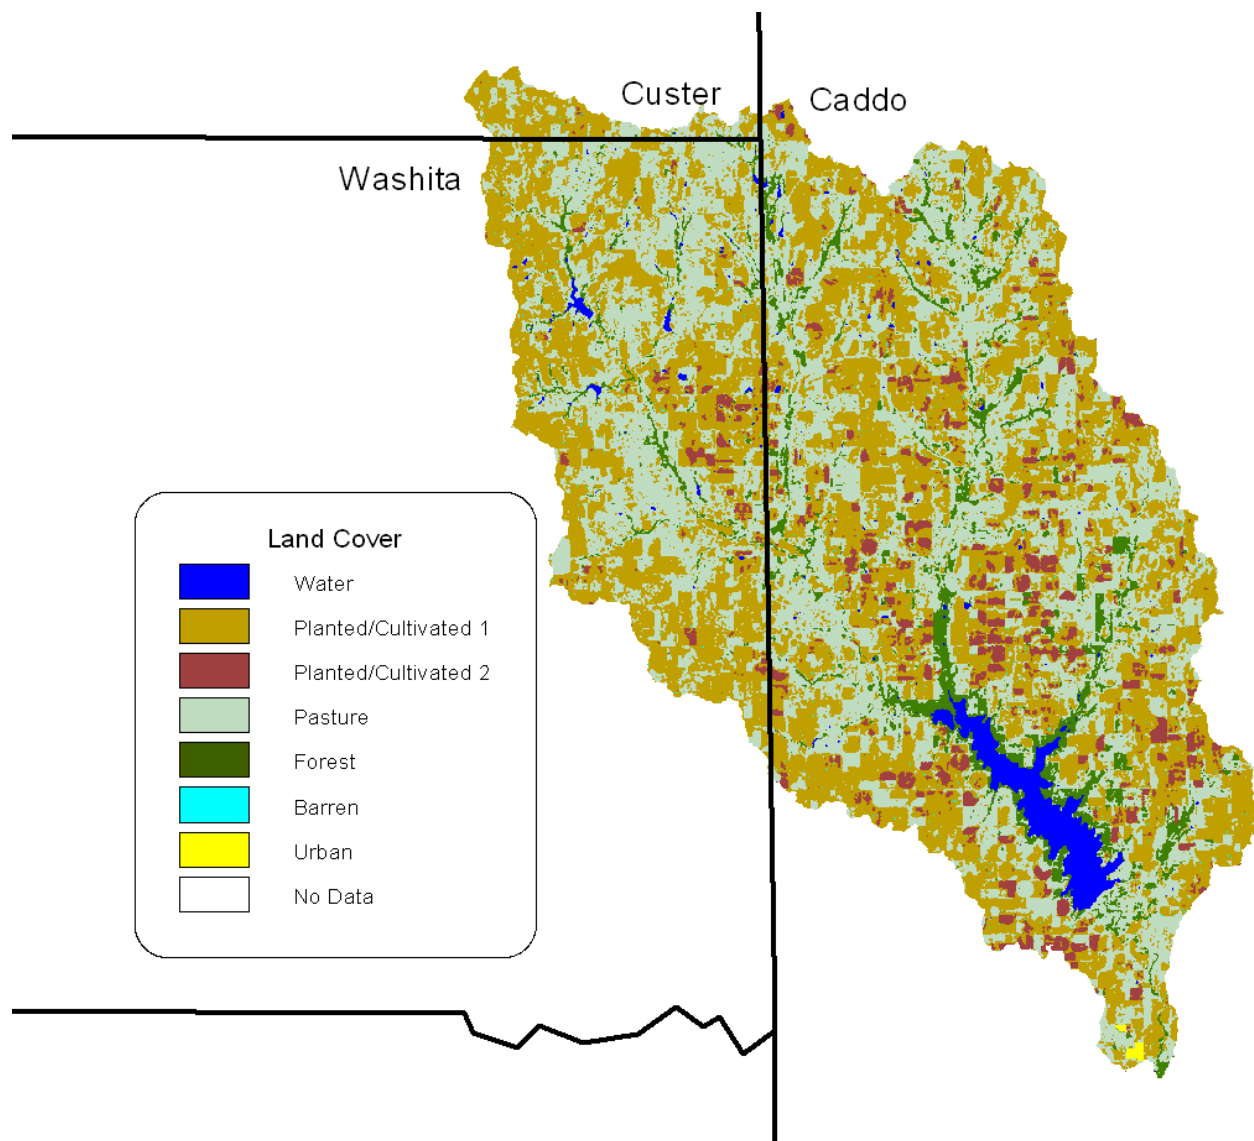 Custer
Caddo
Washita
Land Cover
Water
Planted/Cultivated 1
Planted/Cultivated 2
Pasture
Forest
Barren
Urban
No Data